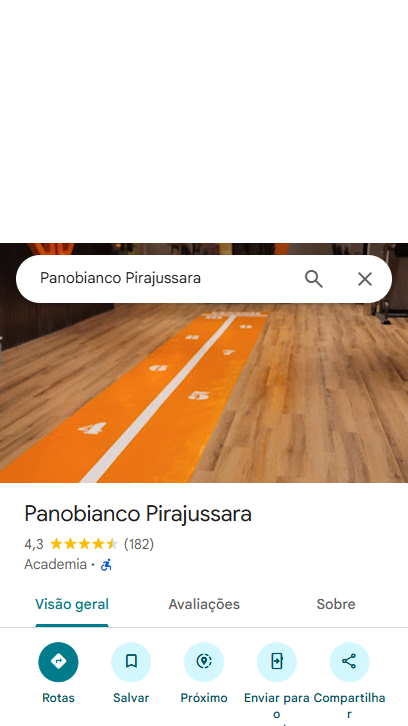 Panobianco Pirajussara
4
5
6
7
8
Panobianco Pirajussara
4,3 (182)
Academia ·
Visão geral Avaliações Sobre
Rotas Salvar Próximo Enviar para o Compartilhar